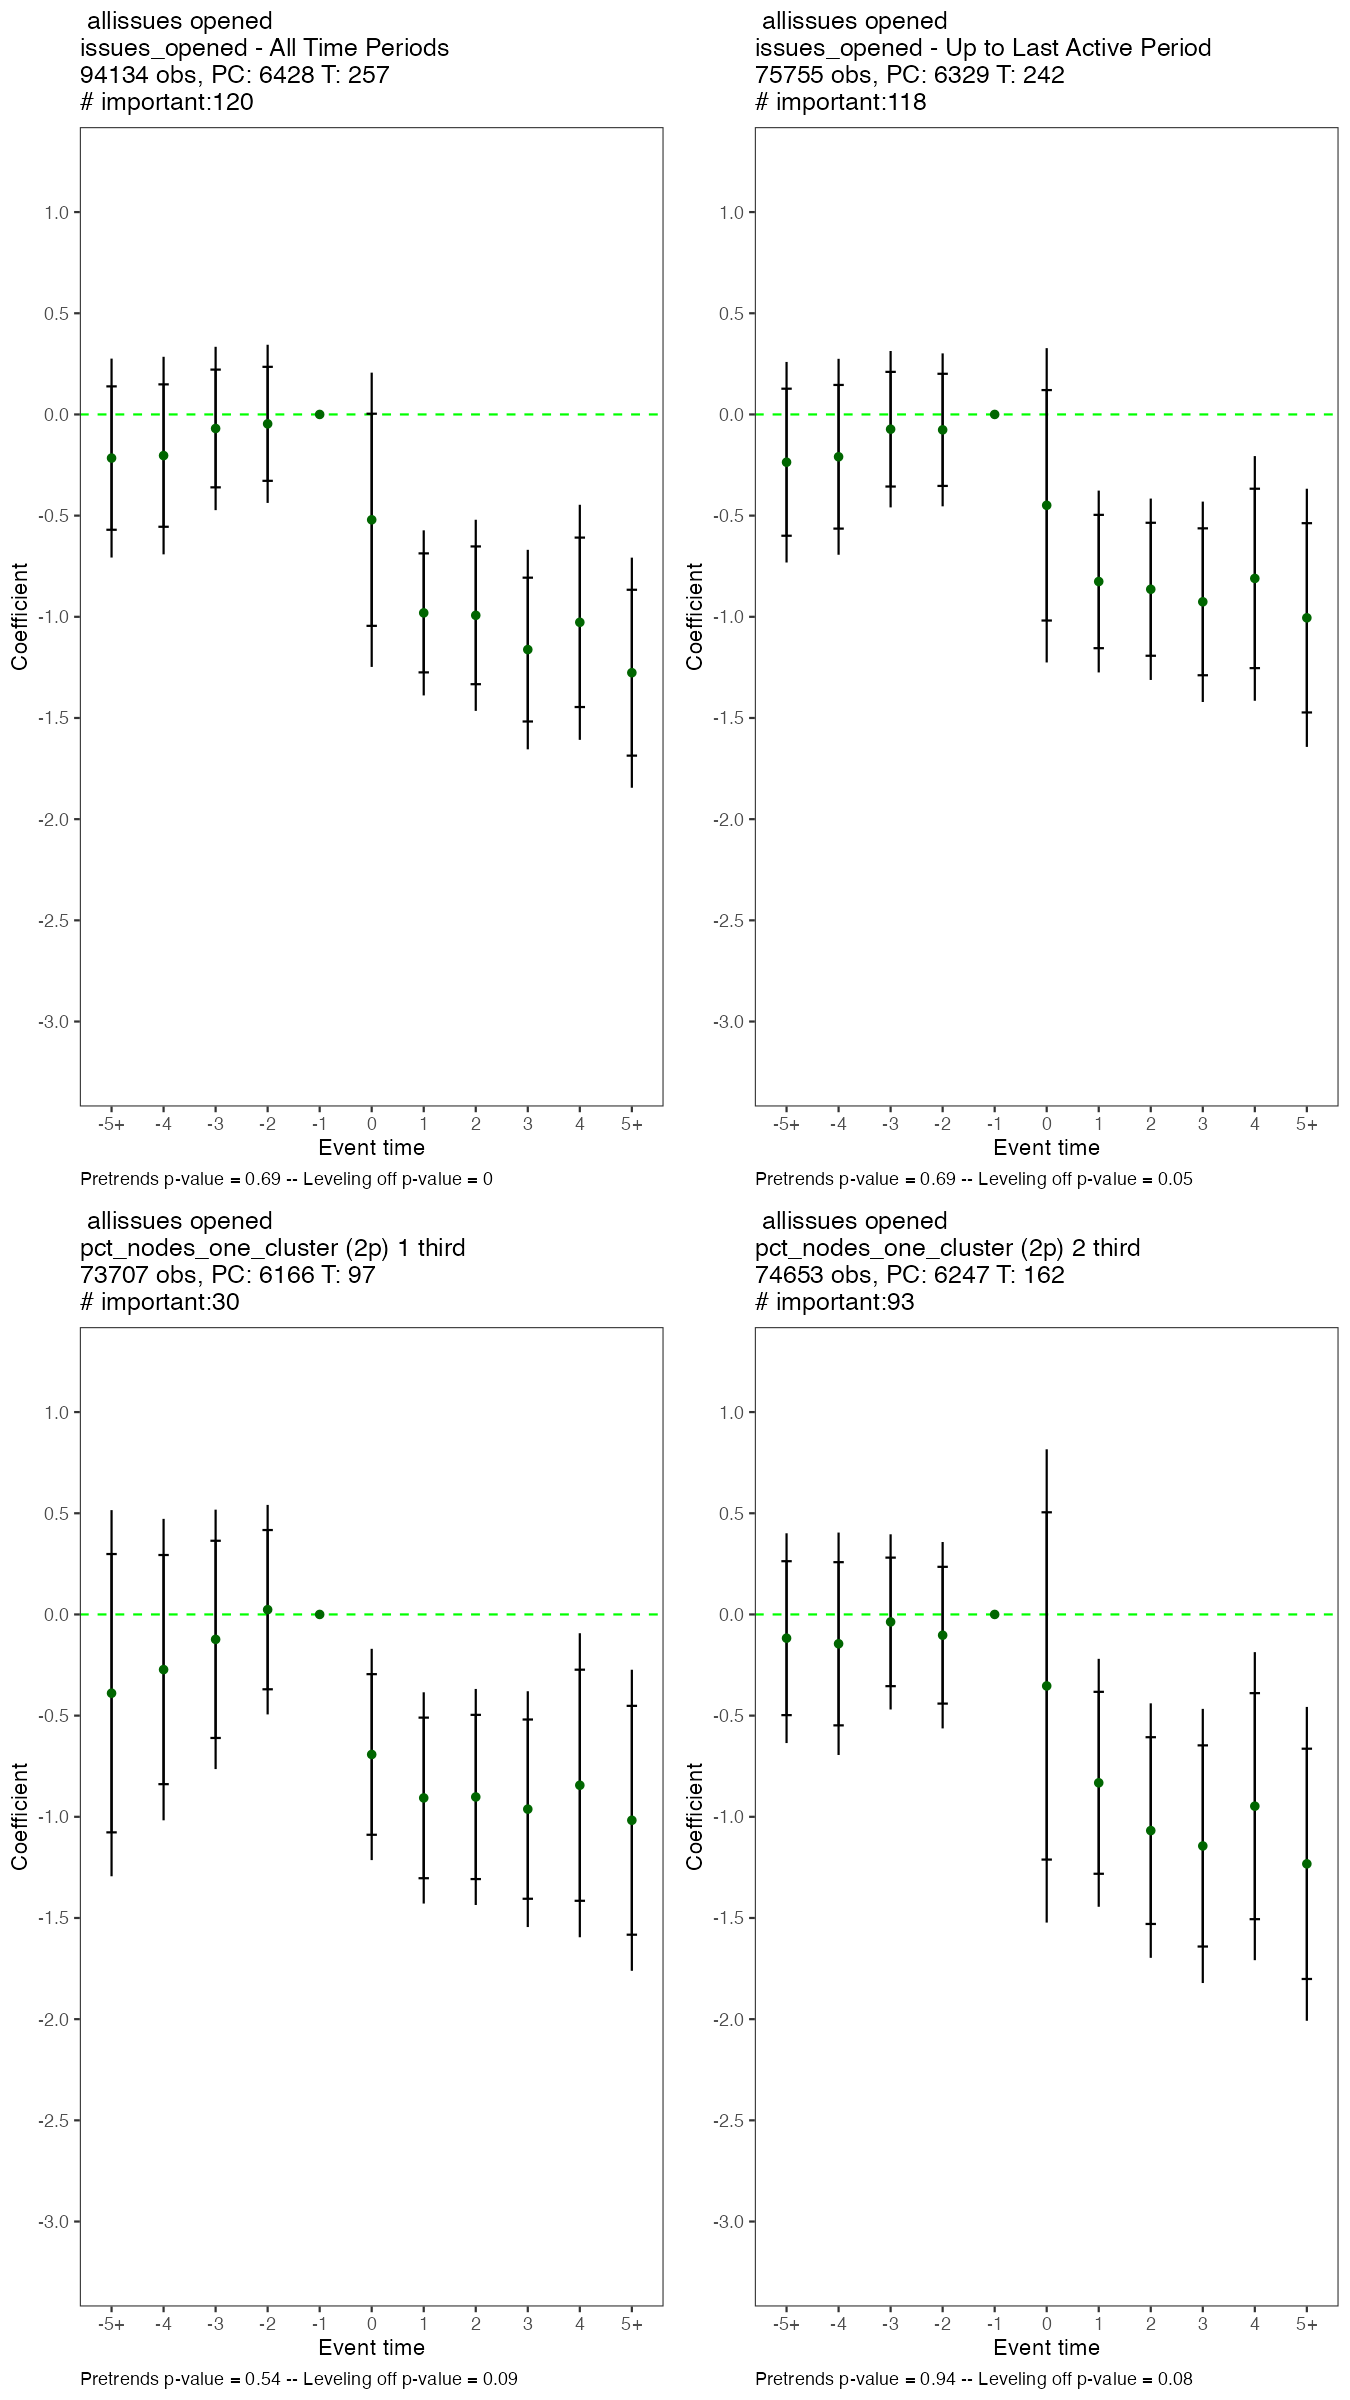 allissues opened
issues_opened - All Time Periods
94134 obs, PC: 6428 T: 257
# important:120
1.0
0.5
0.0
-0.5
-1.0
-1.5
-2.0
-2.5
-3.0
Coefficient
-5+ -4 -3 -2 -1 0 1 2 3 4 5+
Event time
Pretrends p-value = 0.69 -- Leveling off p-value = 0
allissues opened
issues_opened - Up to Last Active Period
75755 obs, PC: 6329 T: 242
# important:118
1.0
0.5
0.0
-0.5
-1.0
-1.5
-2.0
-2.5
-3.0
Coefficient
-5+ -4 -3 -2 -1 0 1 2 3 4 5+
Event time
Pretrends p-value = 0.69 -- Leveling off p-value = 0.05
allissues opened
pct_nodes_one_cluster (2p) 1 third
73707 obs, PC: 6166 T: 97
# important:30
1.0
0.5
0.0
-0.5
-1.0
-1.5
-2.0
-2.5
-3.0
Coefficient
-5+ -4 -3 -2 -1 0 1 2 3 4 5+
Event time
Pretrends p-value = 0.54 -- Leveling off p-value = 0.09
allissues opened
pct_nodes_one_cluster (2p) 2 third
74653 obs, PC: 6247 T: 162
# important:93
1.0
0.5
0.0
-0.5
-1.0
-1.5
-2.0
-2.5
-3.0
Coefficient
-5+ -4 -3 -2 -1 0 1 2 3 4 5+
Event time
Pretrends p-value = 0.94 -- Leveling off p-value = 0.08